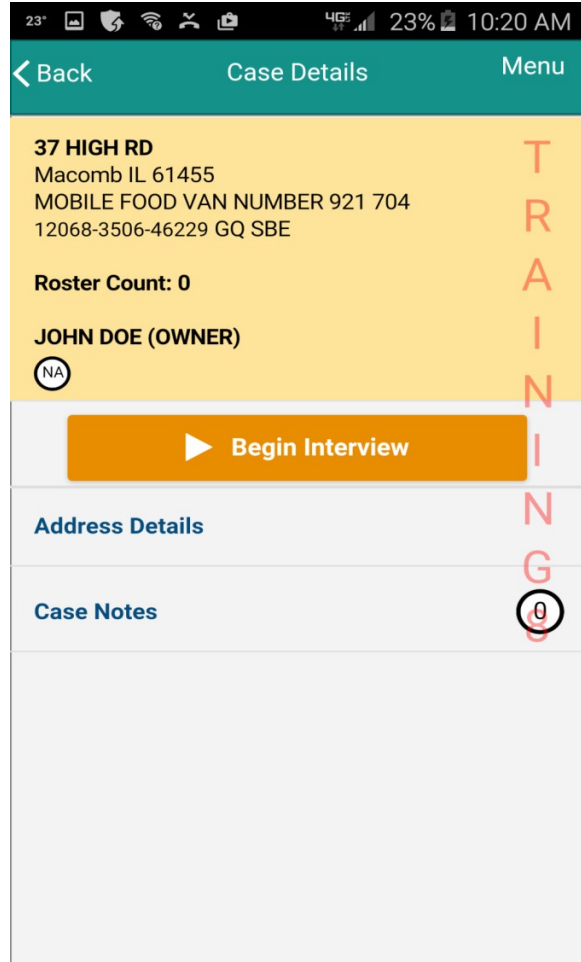 23° 4G 23% 10:20 AM
Back Case Details Menu
37 HIGH RD
Macomb IL 61455
MOBILE FOOD VAN NUMBER 921 704
12068-3506-46229 GQ SBE
Roster Count: 0
JOHN DOE (OWNER)
NA
Begin Interview
Address Details
Case Notes 0
TRAINING8